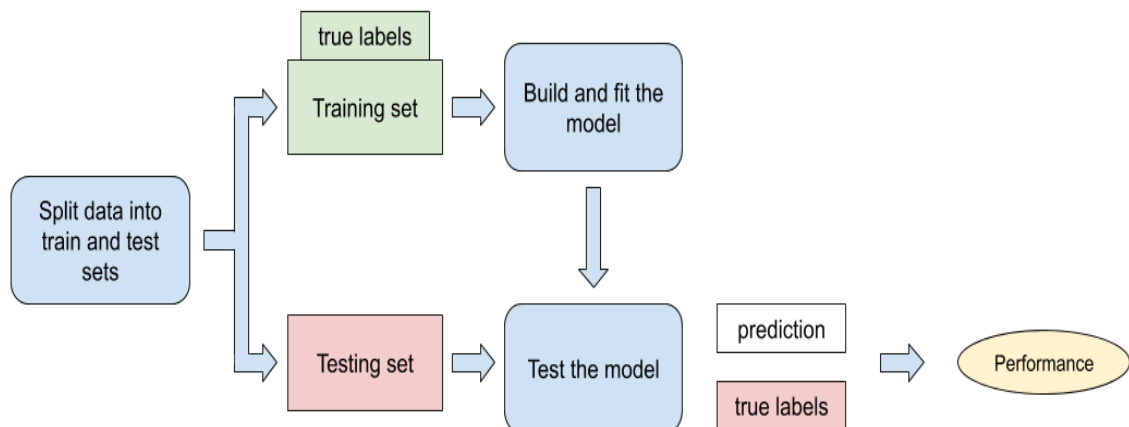 true labels
Training set
Build and fit the
model
Split data into
train and test
sets
Testing set
Test the model
prediction
true labels
Performance